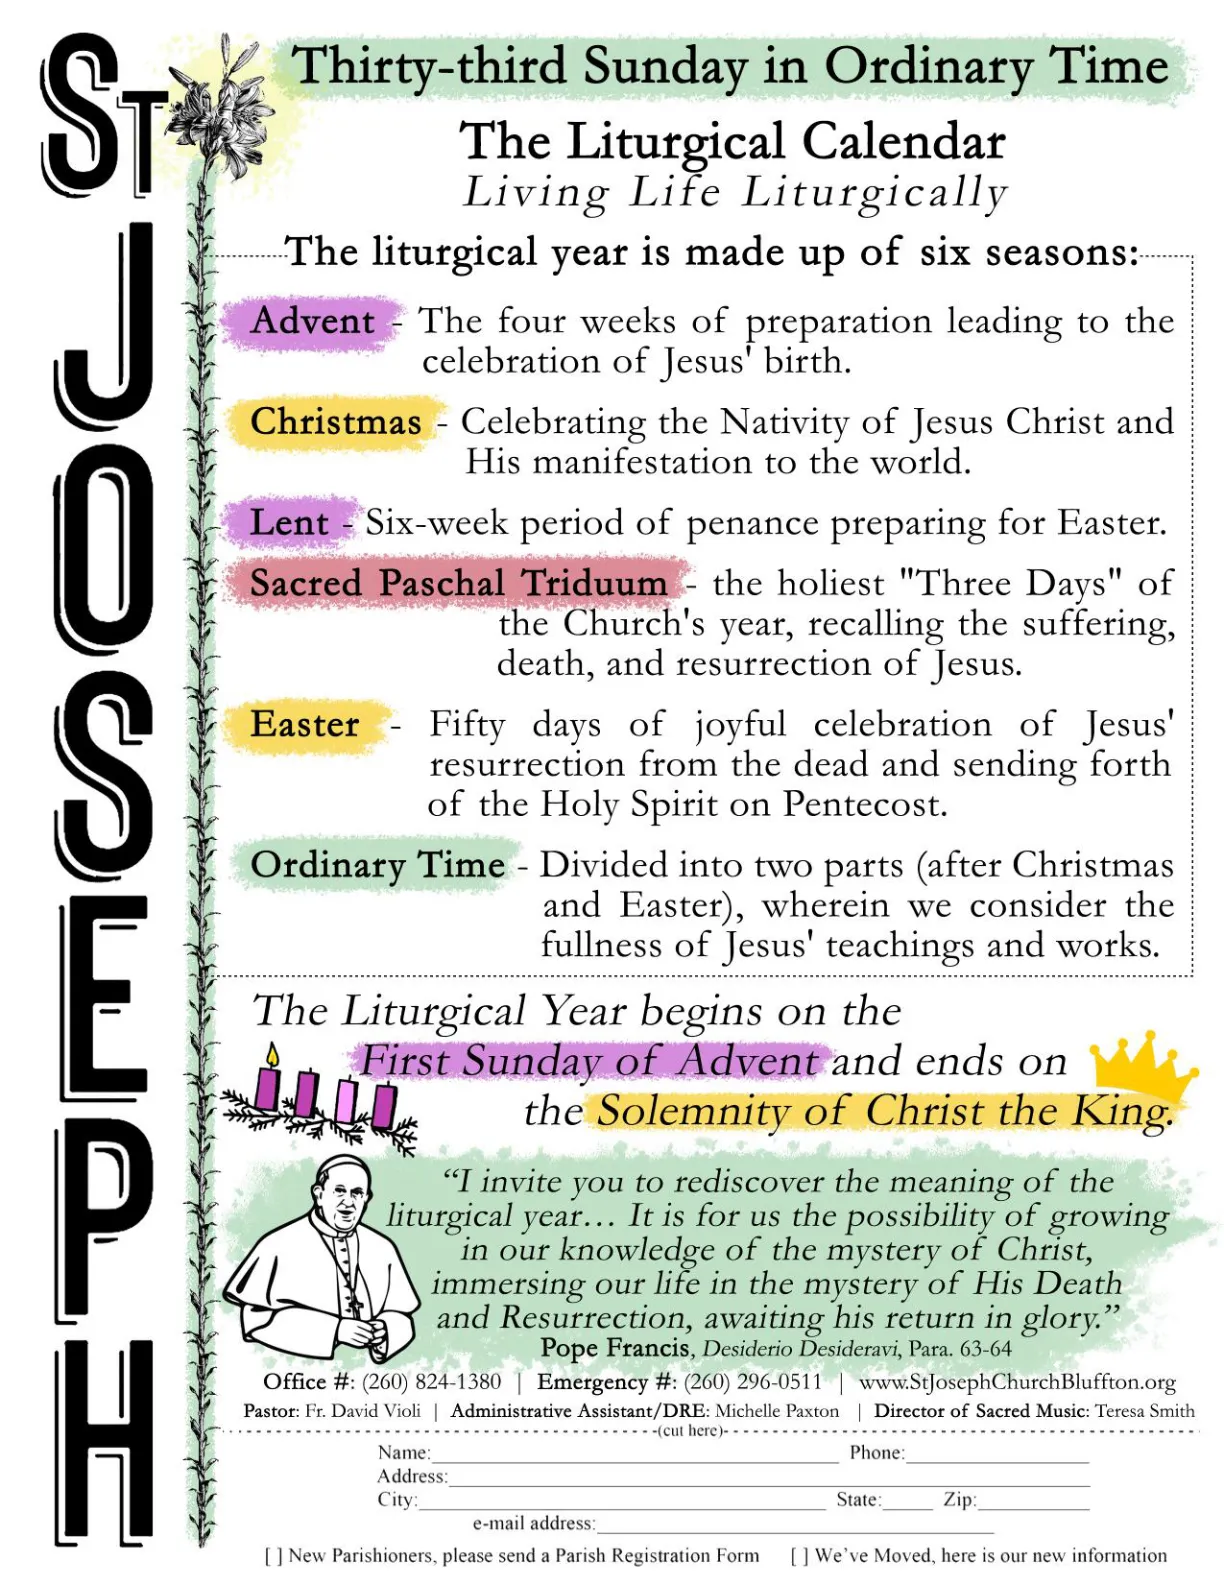 ST JOSEPH
Thirty-third Sunday in Ordinary Time
The Liturgical Calendar
Living Life Liturgically
The liturgical year is made up of six seasons:
Advent - The four weeks of preparation leading to the
celebration of Jesus' birth.
Christmas - Celebrating the Nativity of Jesus Christ and
His manifestation to the world.
Lent - Six-week period of penance preparing for Easter.
Sacred Paschal Triduum - the holiest "Three Days" of
the Church's year, recalling the suffering,
death, and resurrection of Jesus.
Easter - Fifty days of joyful celebration of Jesus'
resurrection from the dead and sending forth
of the Holy Spirit on Pentecost.
Ordinary Time - Divided into two parts (after Christmas
and Easter), wherein we consider the
fullness of Jesus' teachings and works.
The Liturgical Year begins on the
First Sunday of Advent and ends on
the Solemnity of Christ the King.
“I invite you to rediscover the meaning of the
liturgical year… It is for us the possibility of growing
in our knowledge of the mystery of Christ,
immersing our life in the mystery of His Death
and Resurrection, awaiting his return in glory.”
Pope Francis, Desiderio Desideravi, Para. 63-64
Office #: (260) 824-1380 | Emergency #: (260) 296-0511 | www.StJosephChurchBluffton.org
Pastor: Fr. David Violi | Administrative Assistant/DRE: Michelle Paxton | Director of Sacred Music: Teresa Smith
(cut here)
Name: Phone:
Address:
City: State: Zip:
e-mail address:
[ ] New Parishioners, please send a Parish Registration Form [ ] We've Moved, here is our new information